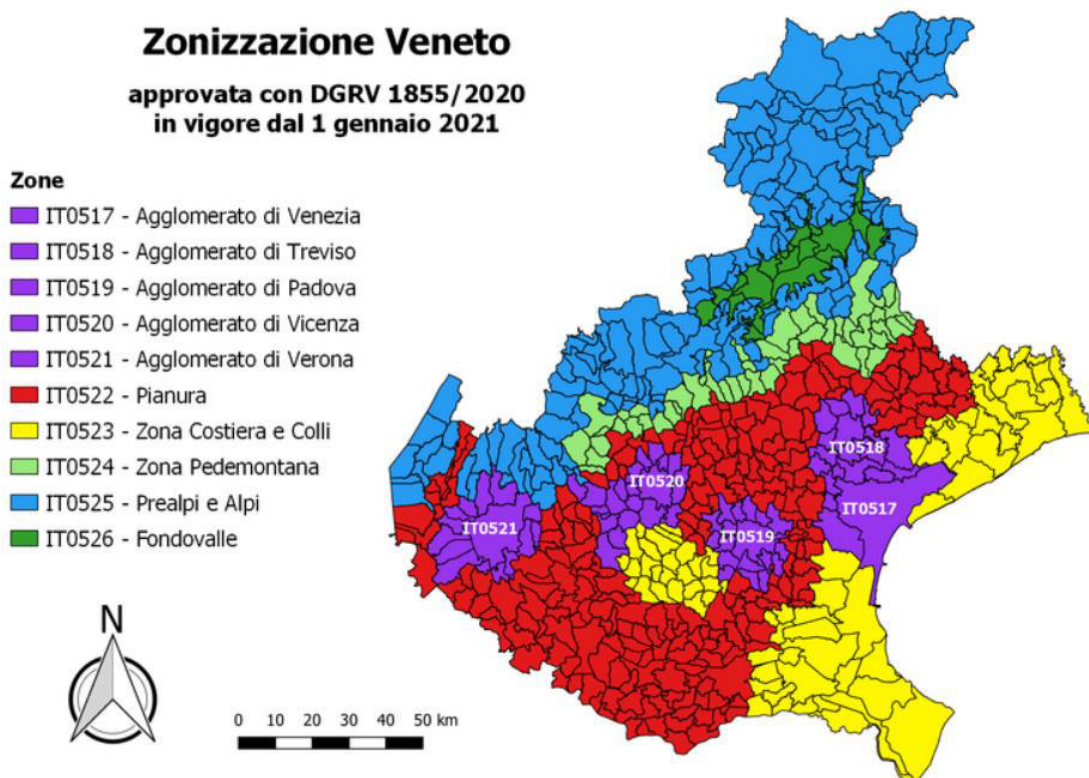 Zonizzazione Veneto
approvata con DGRV 1855/2020
in vigore dal 1 gennaio 2021
Zone
IT0517 - Agglomerato di Venezia
IT0518 - Agglomerato di Treviso
IT0519 - Agglomerato di Padova
IT0520 - Agglomerato di Vicenza
IT0521 - Agglomerato di Verona
IT0522 - Pianura
IT0523 - Zona Costiera e Colli
IT0524 - Zona Pedemontana
IT0525 - Prealpi e Alpi
IT0526 - Fondovalle
IT0518
IT0520
IT0517
IT0521
IT0519
N
0 10 20 30 40 50 km